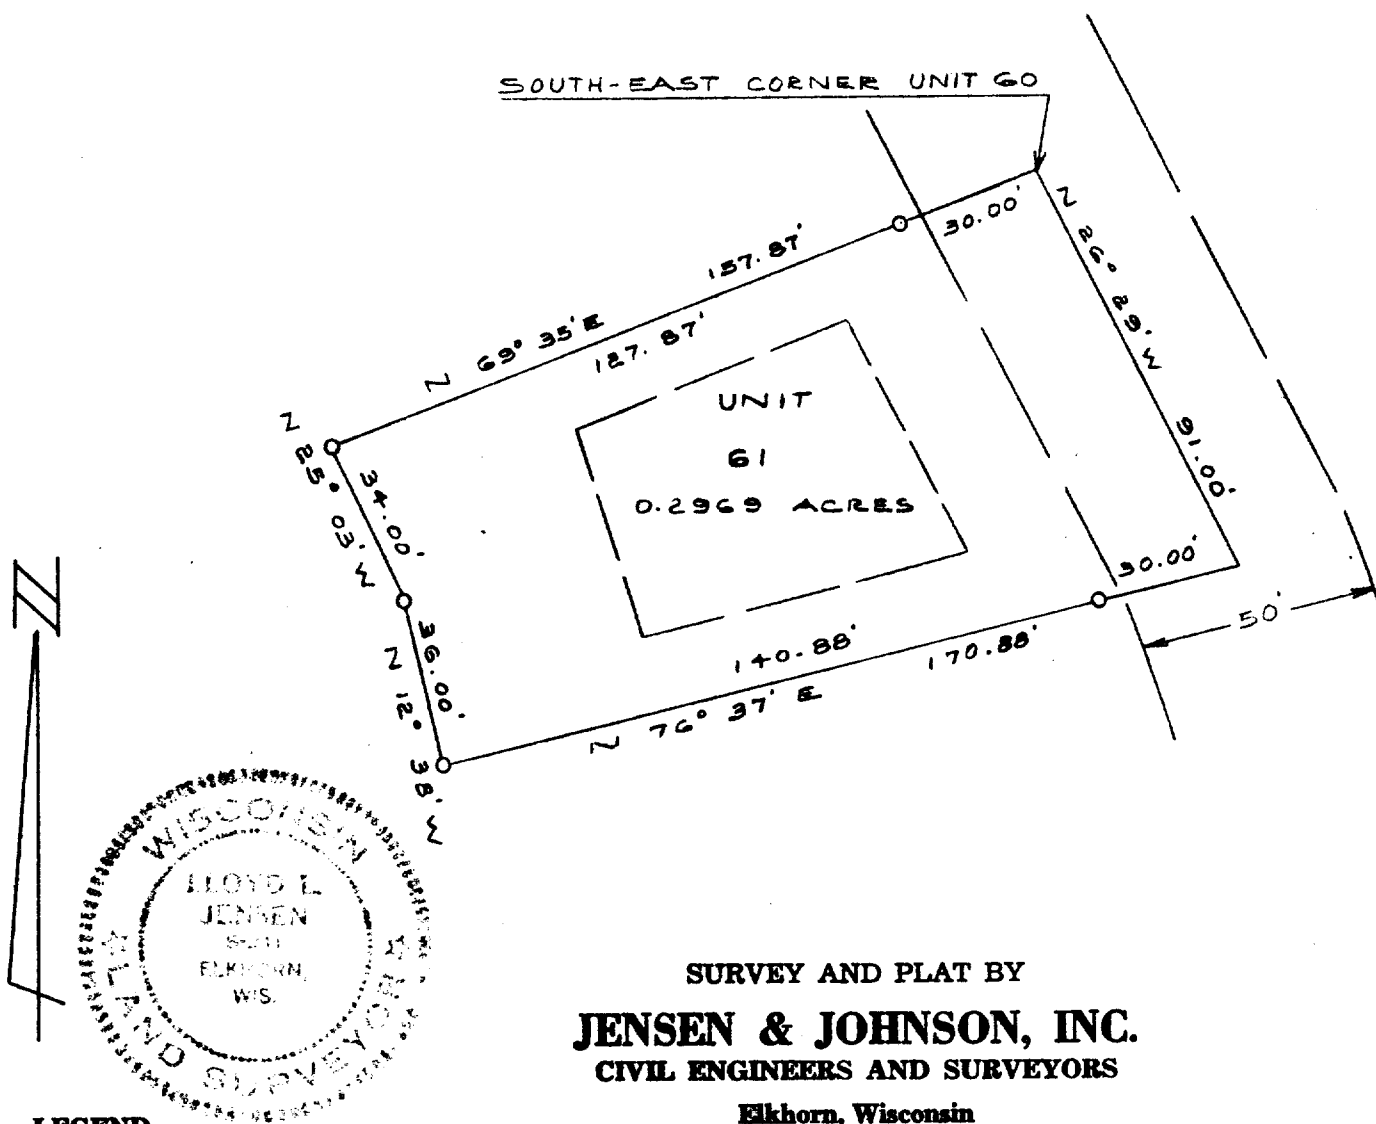 SOUTH-EAST CORNER UNIT 60
30.00'
N 26° 29' W
91.00'
157.87'
N 69° 35' E
127.87'
UNIT
61
0.2969 ACRES
N 25° 03' W
34.00'
36.00'
N 12° 38' W
30.00'
50'
140.88'
170.88'
N 76° 37' E
N
WISCONSIN
LLOYD L.
JENSEN
ELKHORN,
WIS.
LAND SURVEYOR
SURVEY AND PLAT BY
JENSEN & JOHNSON, INC.
CIVIL ENGINEERS AND SURVEYORS
Elkhorn, Wisconsin
LEGEND